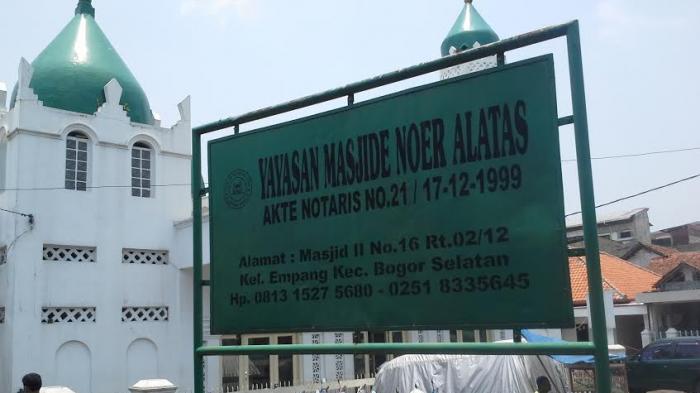 YAYASAN MASJIDE NOER ALATAS
AKTE NOTARIS NO.21 / 17-12-1999
Alamat : Masjid II No.16 Rt.02/12
Kel. Empang Kec. Bogor Selatan
Hp. 0813 1527 5680 - 0251 8335645